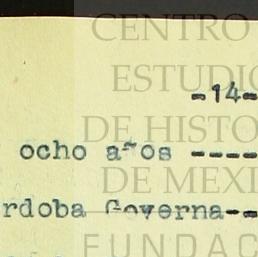 CENTRO
ESTUDIO
-14-
DE HISTO
ocho años ----
DE MEXI
rdoba Governa--
FUNDAC